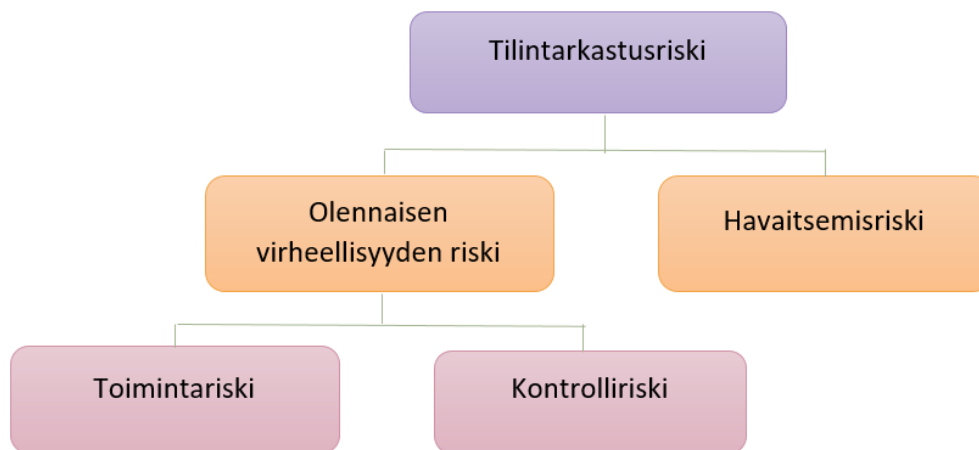 Tilintarkastusriski
Olennaisen
virheellisyyden riski
Havaitsemisriski
Toimintariski
Kontrolliriski